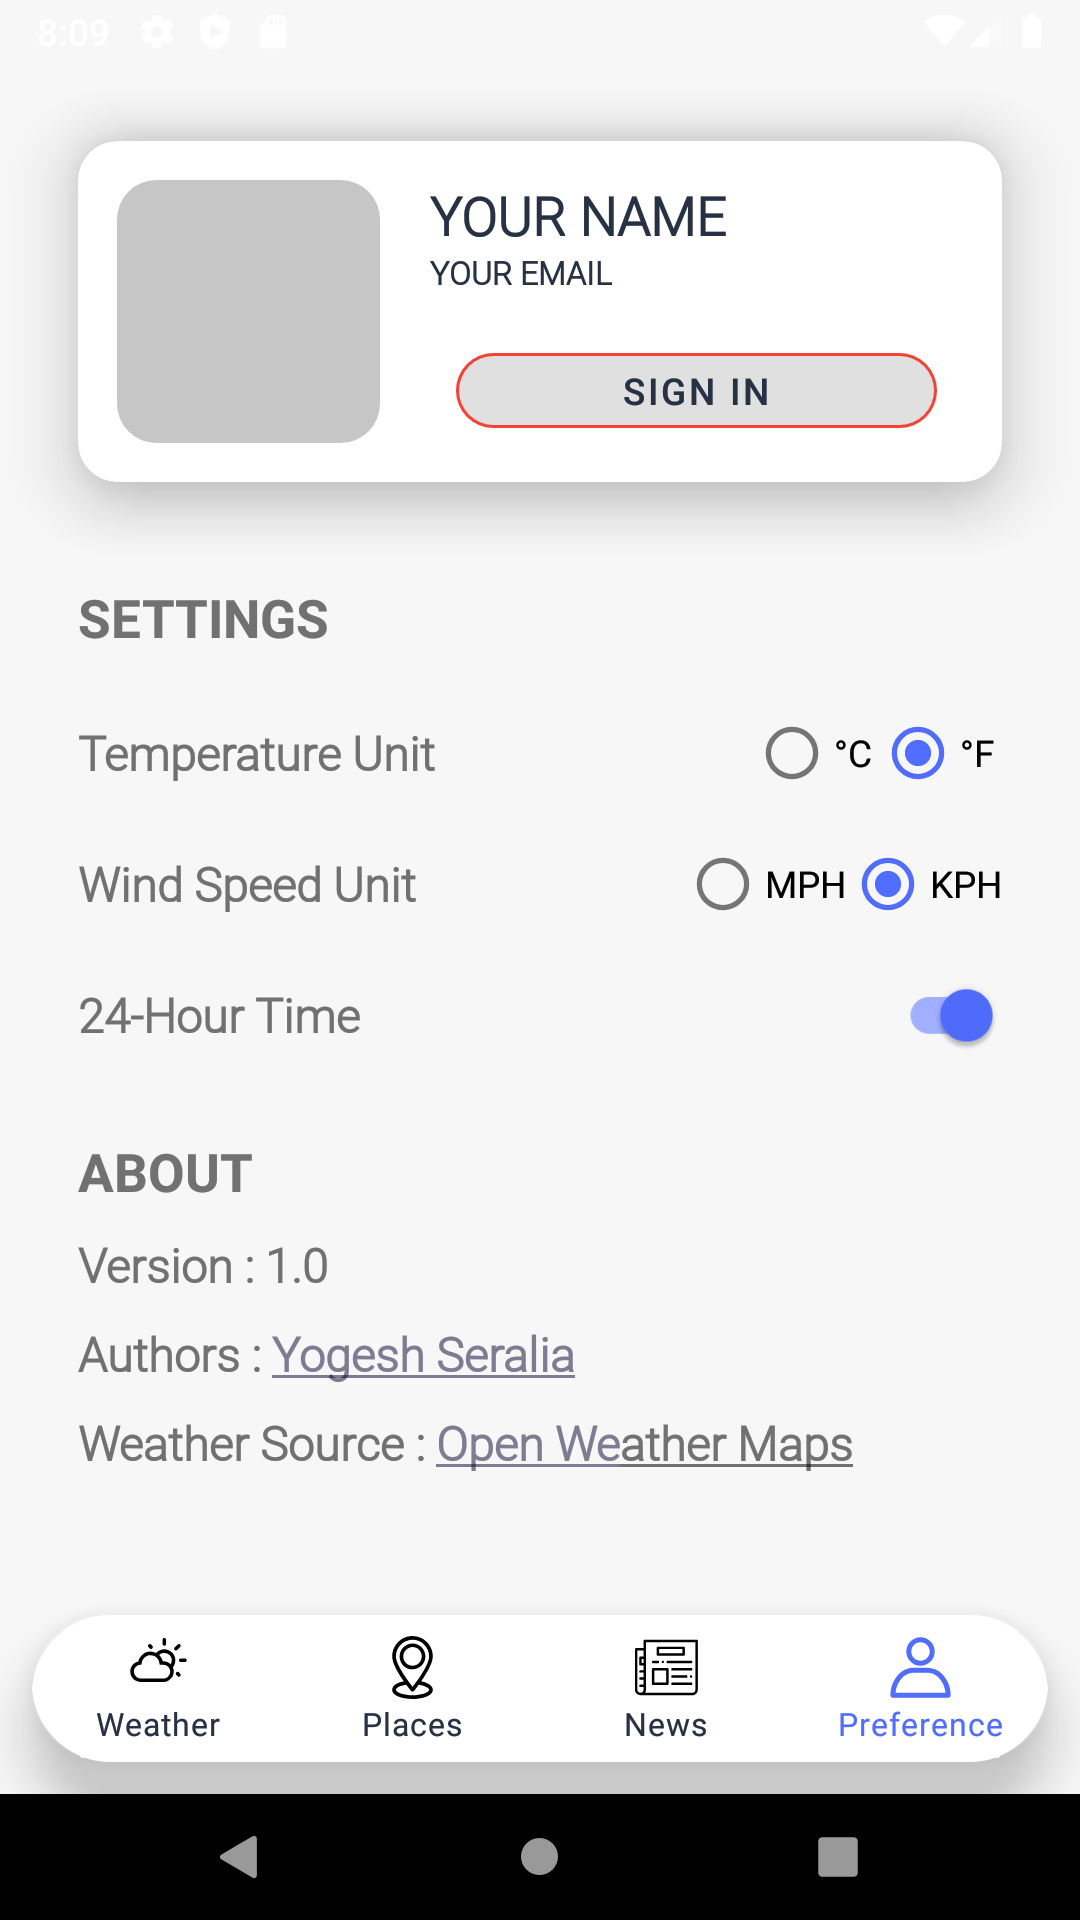 8:09
YOUR NAME
YOUR EMAIL
SIGN IN
SETTINGS
Temperature Unit °C °F
Wind Speed Unit MPH KPH
24-Hour Time
ABOUT
Version : 1.0
Authors : Yogesh Seralia
Weather Source : Open Weather Maps
Weather Places News Preference